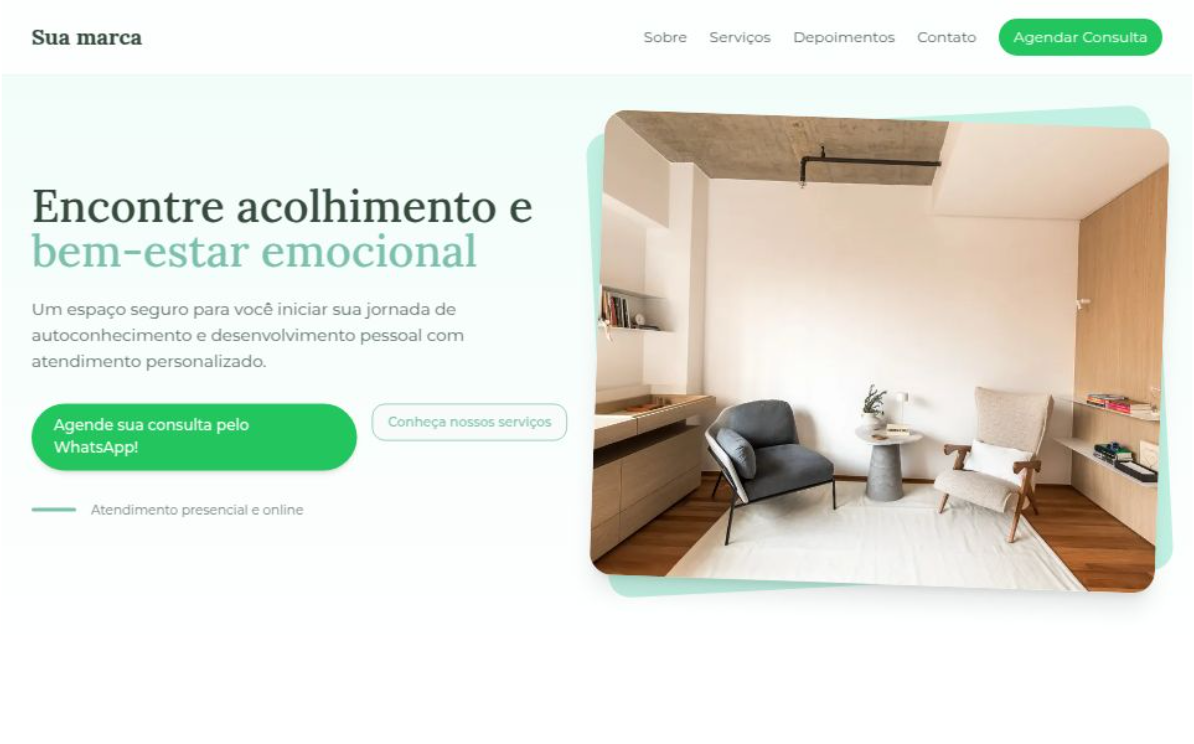 Sua marca
Sobre
Serviços
Depoimentos
Contato
Agendar Consulta
Encontre acolhimento e
bem-estar emocional
Um espaço seguro para você iniciar sua jornada de
autoconhecimento e desenvolvimento pessoal com
atendimento personalizado.
Agende sua consulta pelo
WhatsApp!
Conheça nossos serviços
Atendimento presencial e online